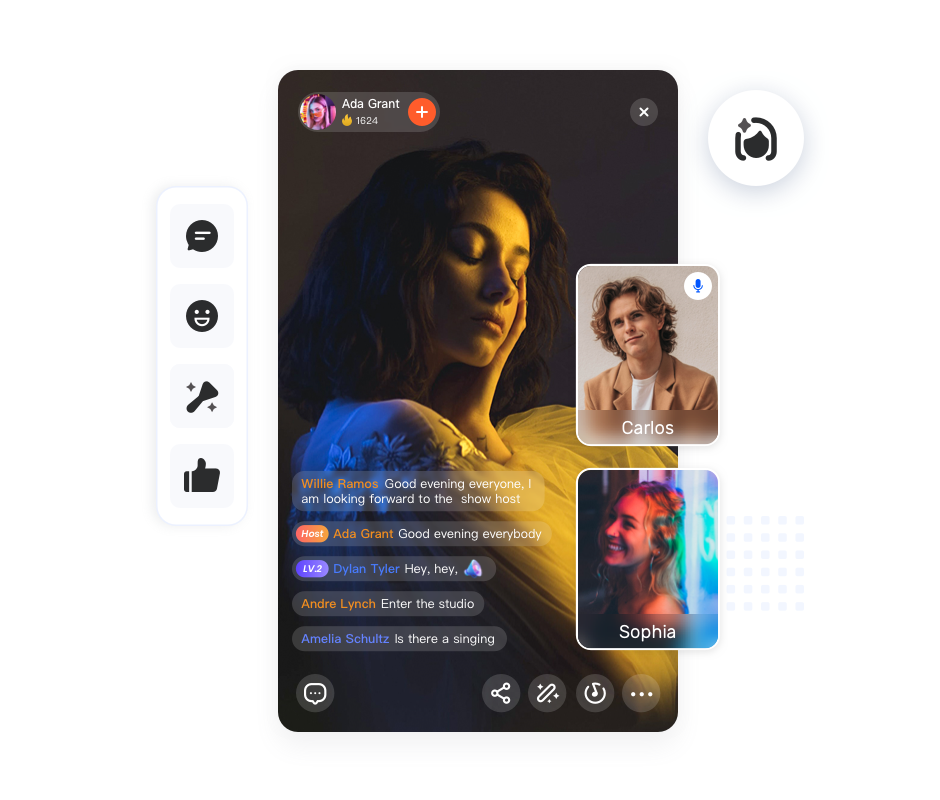 Ada Grant
1624
Carlos
Willie Ramos Good evening everyone, I
am looking forward to the show host
Host Ada Grant Good evening everybody
LV.2 Dylan Tyler Hey, hey,
Andre Lynch Enter the studio
Amelia Schultz Is there a singing
Sophia